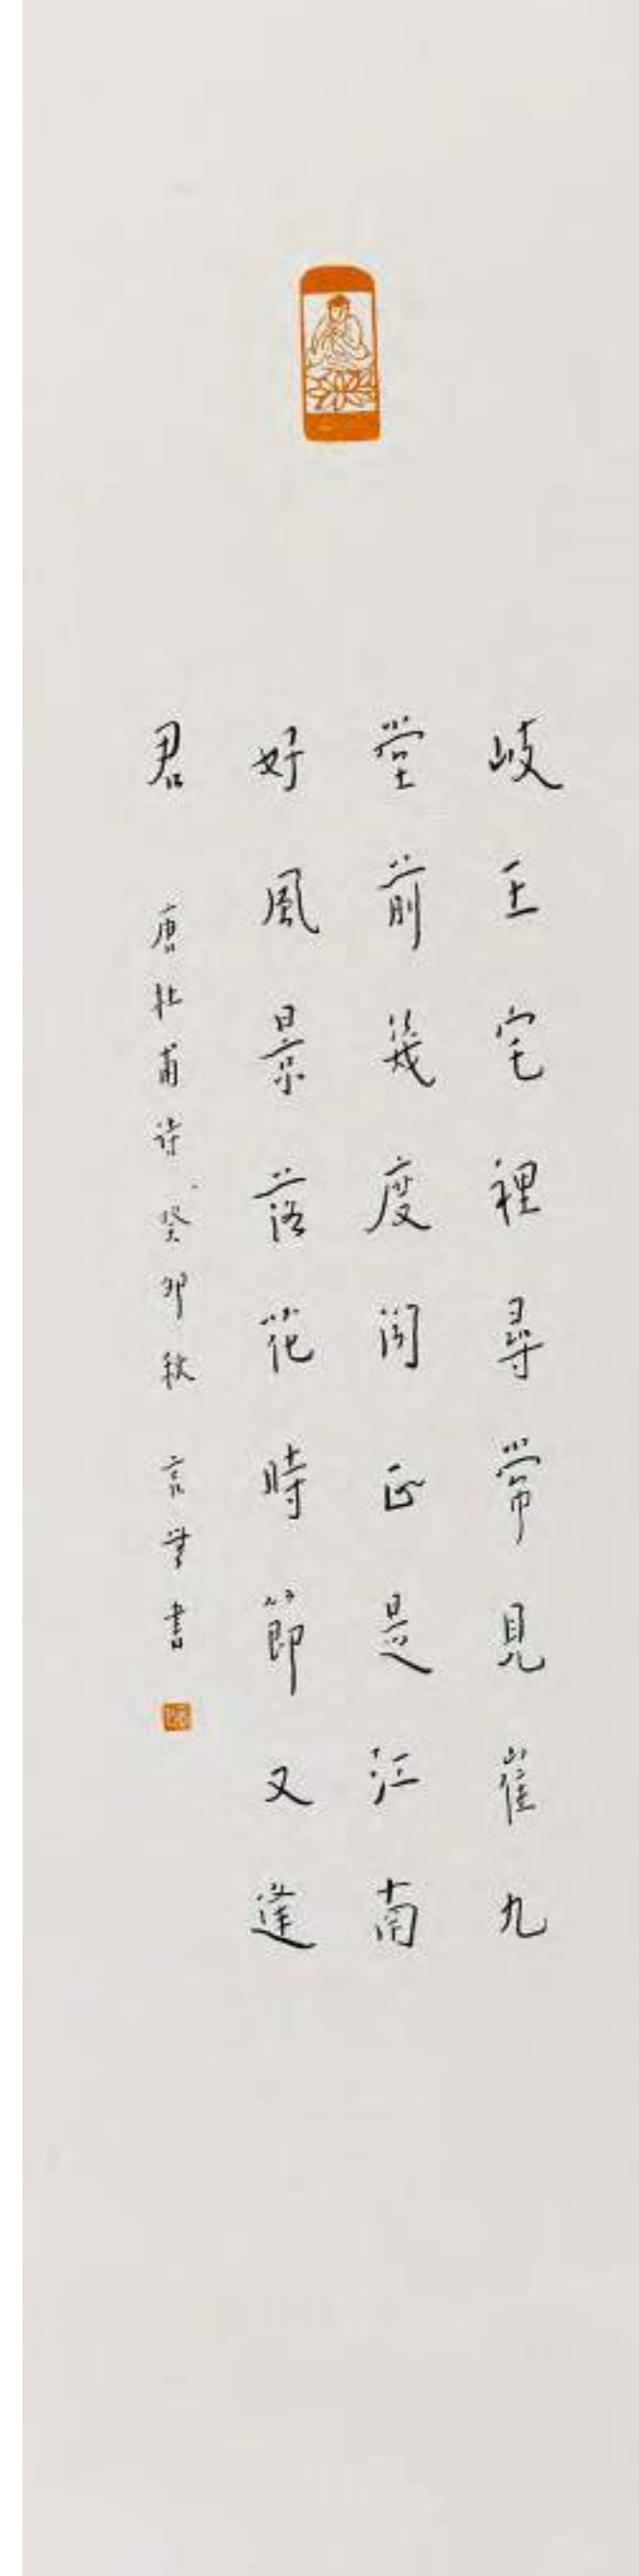 岐王宅裡尋常見崔九
堂前幾度聞正是江南
好風景落花時節又逢
君 唐杜甫詩 癸卯秋 言 書